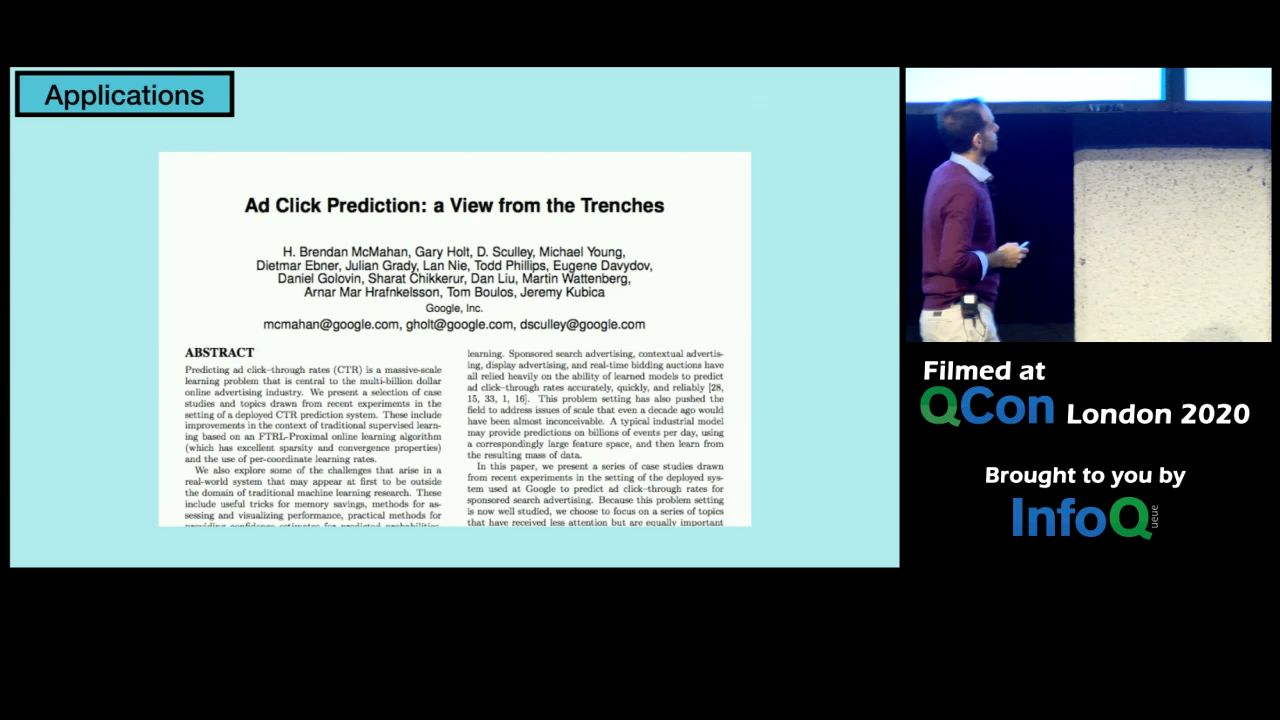 Applications
Ad Click Prediction: a View from the Trenches
H. Brendan McMahan, Gary Holt, D. Sculley, Michael Young,
Dietmar Ebner, Julian Grady, Lan Nie, Todd Phillips, Eugene Davydov,
Daniel Golovin, Sharat Chikkerur, Dan Liu, Martin Wattenberg,
Arnar Mar Hrafnkelsson, Tom Boulos, Jeremy Kubica
Google, Inc.
mcmahan@google.com, gholt@google.com, dsculley@google.com
ABSTRACT
Predicting ad click–through rates (CTR) is a massive-scale
learning problem that is central to the multi-billion dollar
online advertising industry. We present a selection of case
studies and topics drawn from recent experiments in the
setting of a deployed CTR prediction system. These include
improvements in the context of traditional supervised learn-
ing based on an FTRL-Proximal online learning algorithm
(which has excellent sparsity and convergence properties)
and the use of per-coordinate learning rates.
We also explore some of the challenges that arise in a
real-world system that may appear at first to be outside
the domain of traditional machine learning research. These
include useful tricks for memory savings, methods for as-
sessing and visualizing performance, practical methods for
providing confidence estimates for predicted probabilities,
learning. Sponsored search advertising, contextual advertis-
ing, display advertising, and real-time bidding auctions have
all relied heavily on the ability of learned models to predict
ad click–through rates accurately, quickly, and reliably [28,
15, 33, 1, 16]. This problem setting has also pushed the
field to address issues of scale that even a decade ago would
have been almost inconceivable. A typical industrial model
may provide predictions on billions of events per day, using
a correspondingly large feature space, and then learn from
the resulting mass of data.
In this paper, we present a series of case studies drawn
from recent experiments in the setting of the deployed sys-
tem used at Google to predict ad click–through rates for
sponsored search advertising. Because this problem setting
is now well studied, we choose to focus on a series of topics
that have received less attention but are equally important
Filmed at
QCon London 2020
Brought to you by
InfoQueue